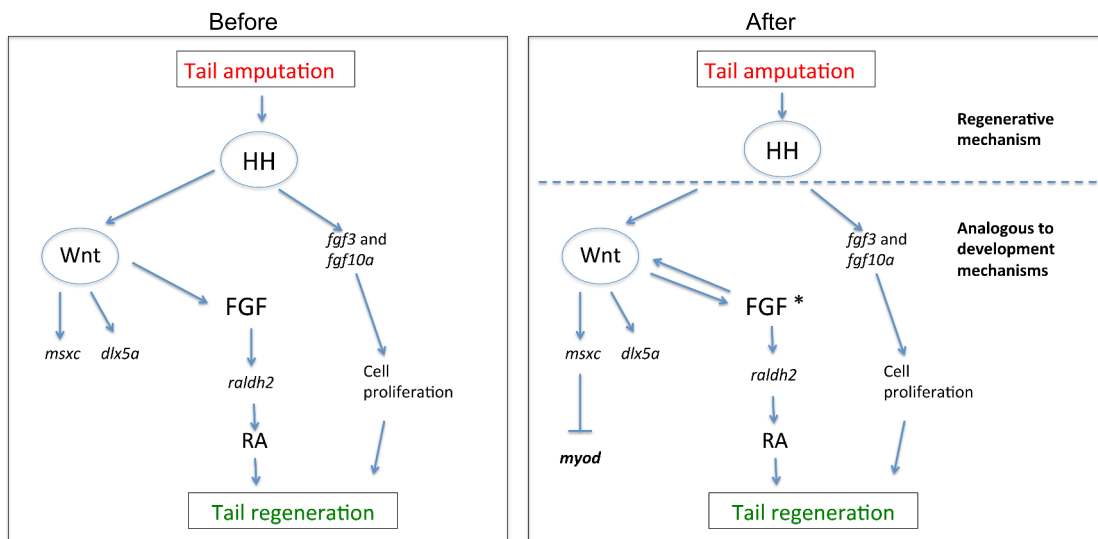 Before
Tail amputation
HH
Wnt
fgf3 and
fgf10a
FGF
msxc
dlx5a
raldh2
Cell
proliferation
RA
Tail regeneration
After
Tail amputation
HH
Regenerative
mechanism
Wnt
fgf3 and
fgf10a
Analogous to
development
mechanisms
FGF *
msxc
dlx5a
raldh2
Cell
proliferation
RA
myod
Tail regeneration